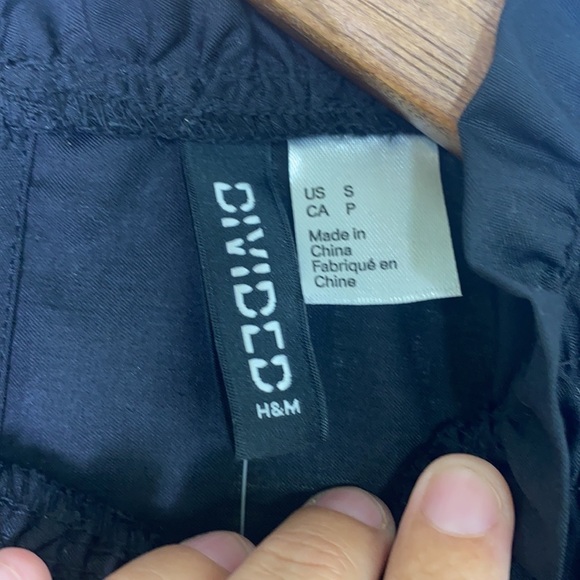 DIVIDED
H&M
US S
CA P
Made in
China
Fabriqué en
Chine